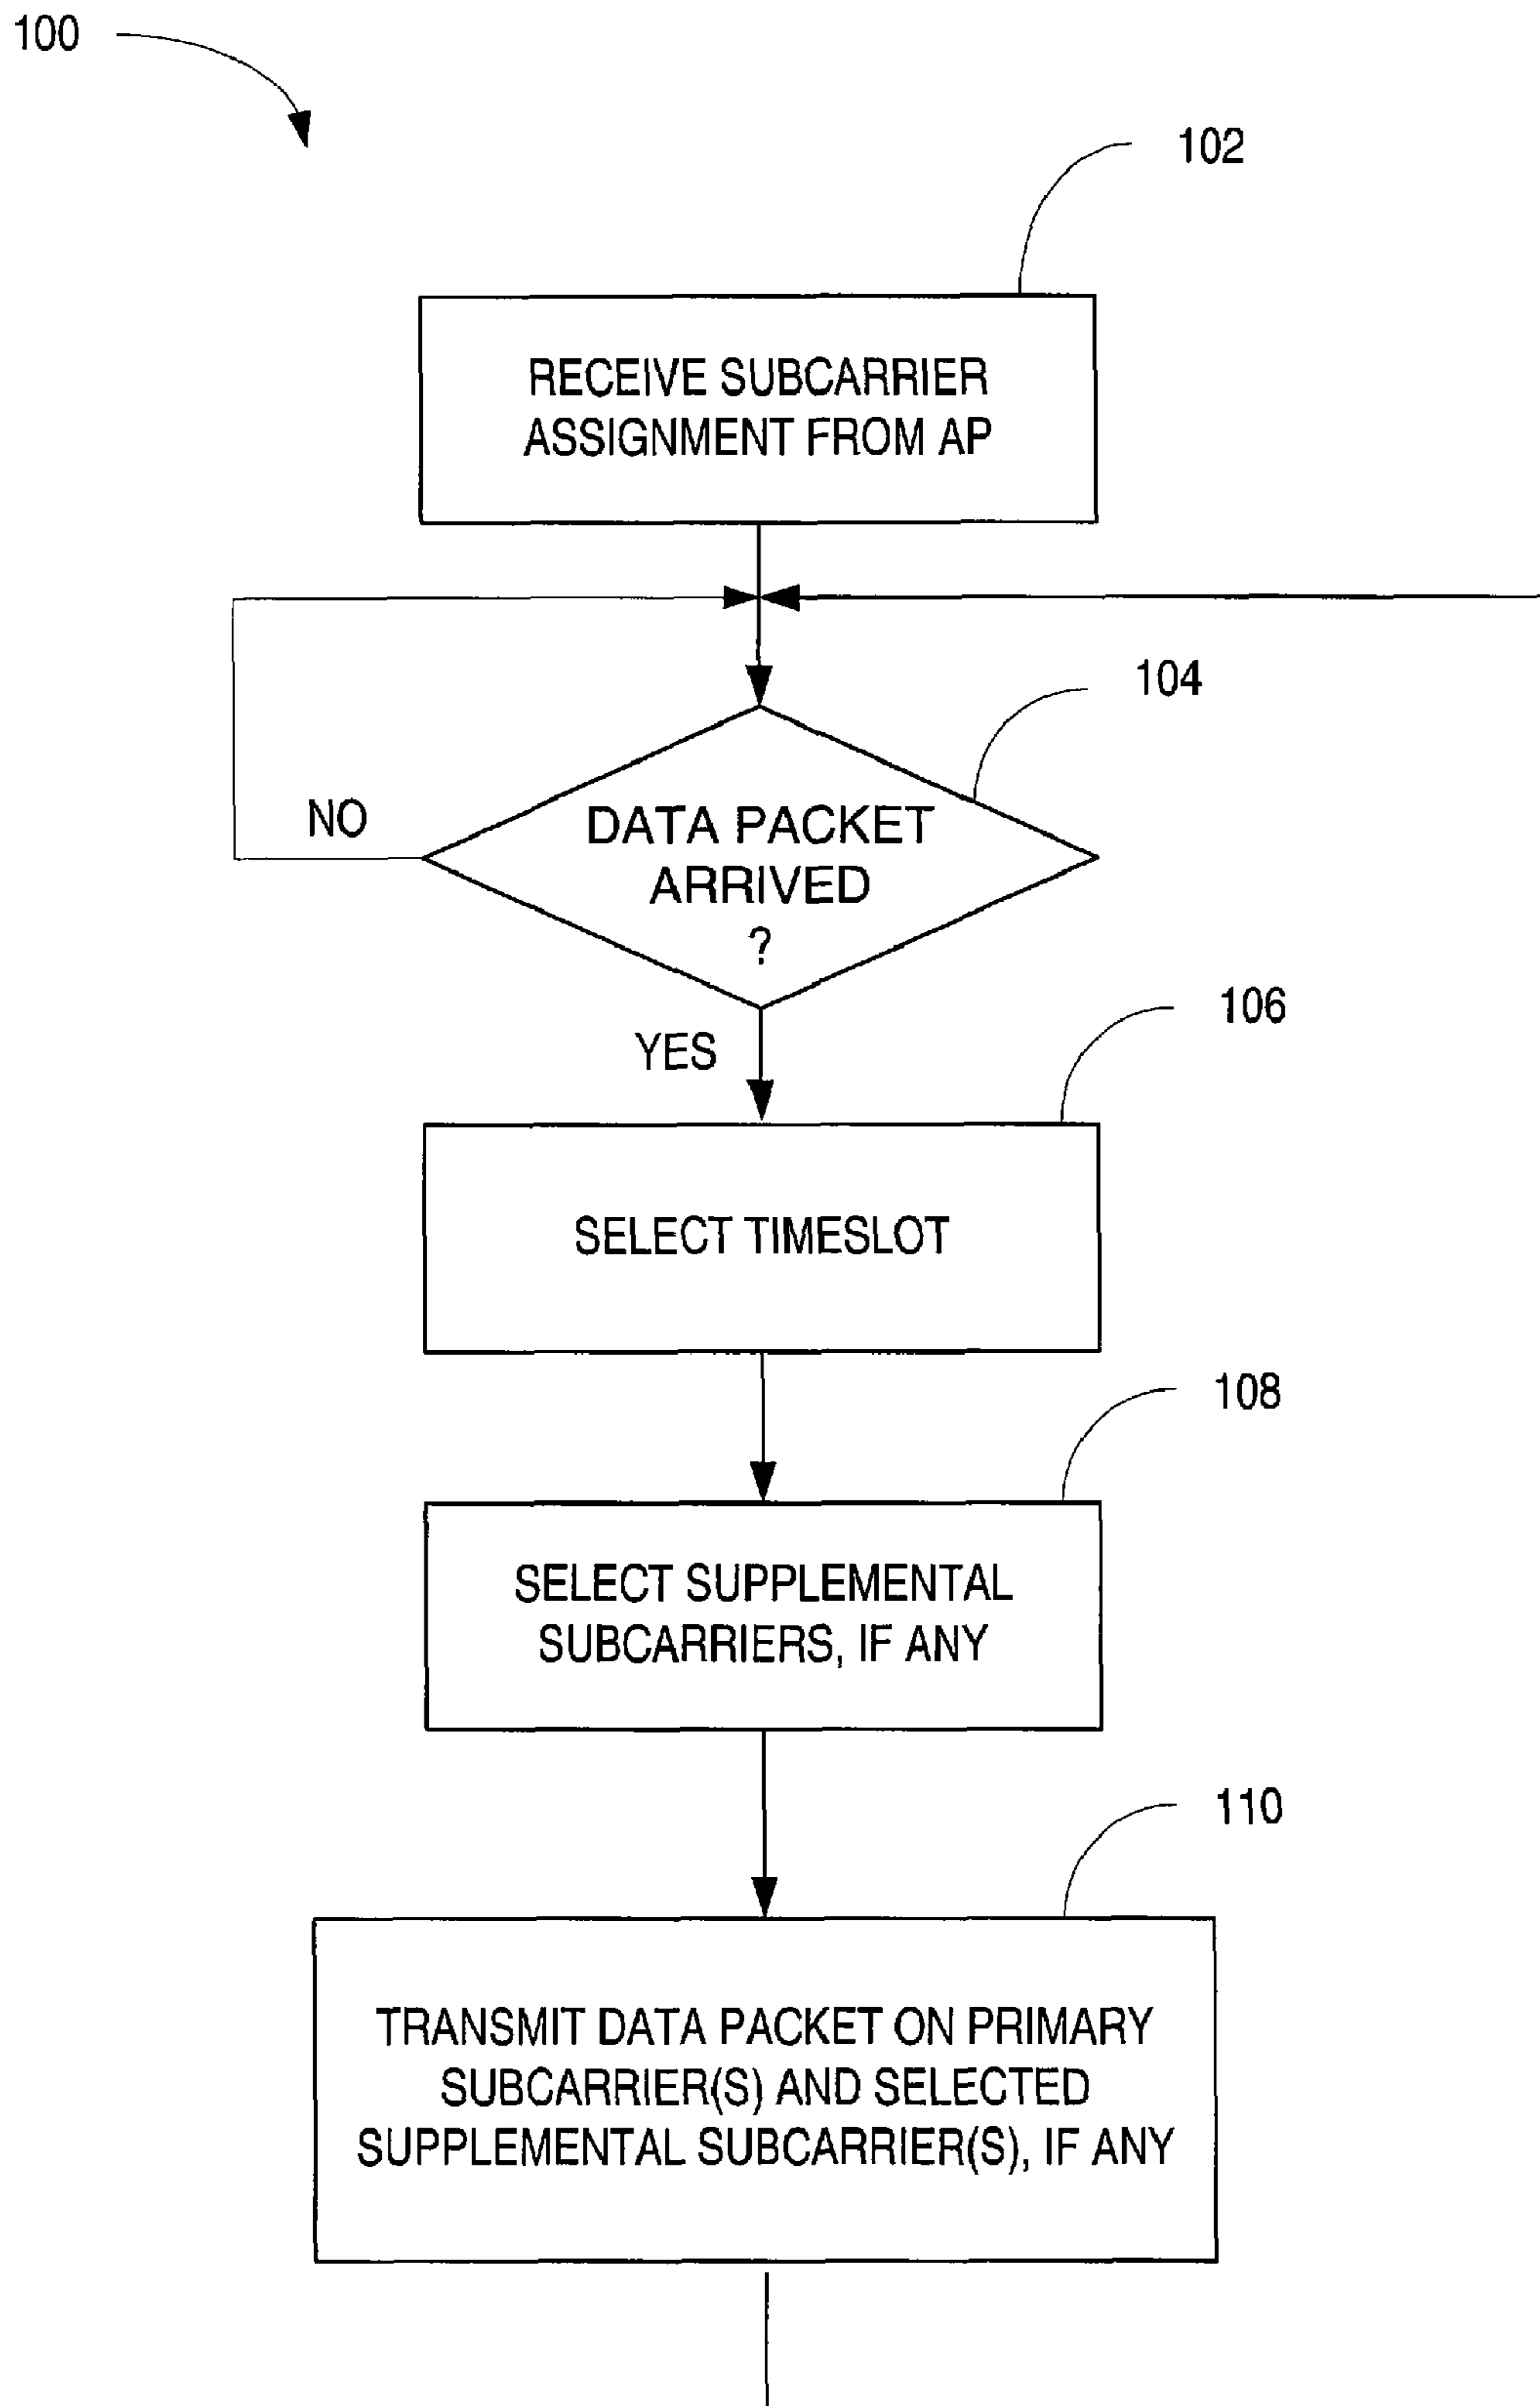 100
102
RECEIVE SUBCARRIER
ASSIGNMENT FROM AP
104
NO
DATA PACKET
ARRIVED
?
YES
106
SELECT TIMESLOT
108
SELECT SUPPLEMENTAL
SUBCARRIERS, IF ANY
110
TRANSMIT DATA PACKET ON PRIMARY
SUBCARRIER(S) AND SELECTED
SUPPLEMENTAL SUBCARRIER(S), IF ANY